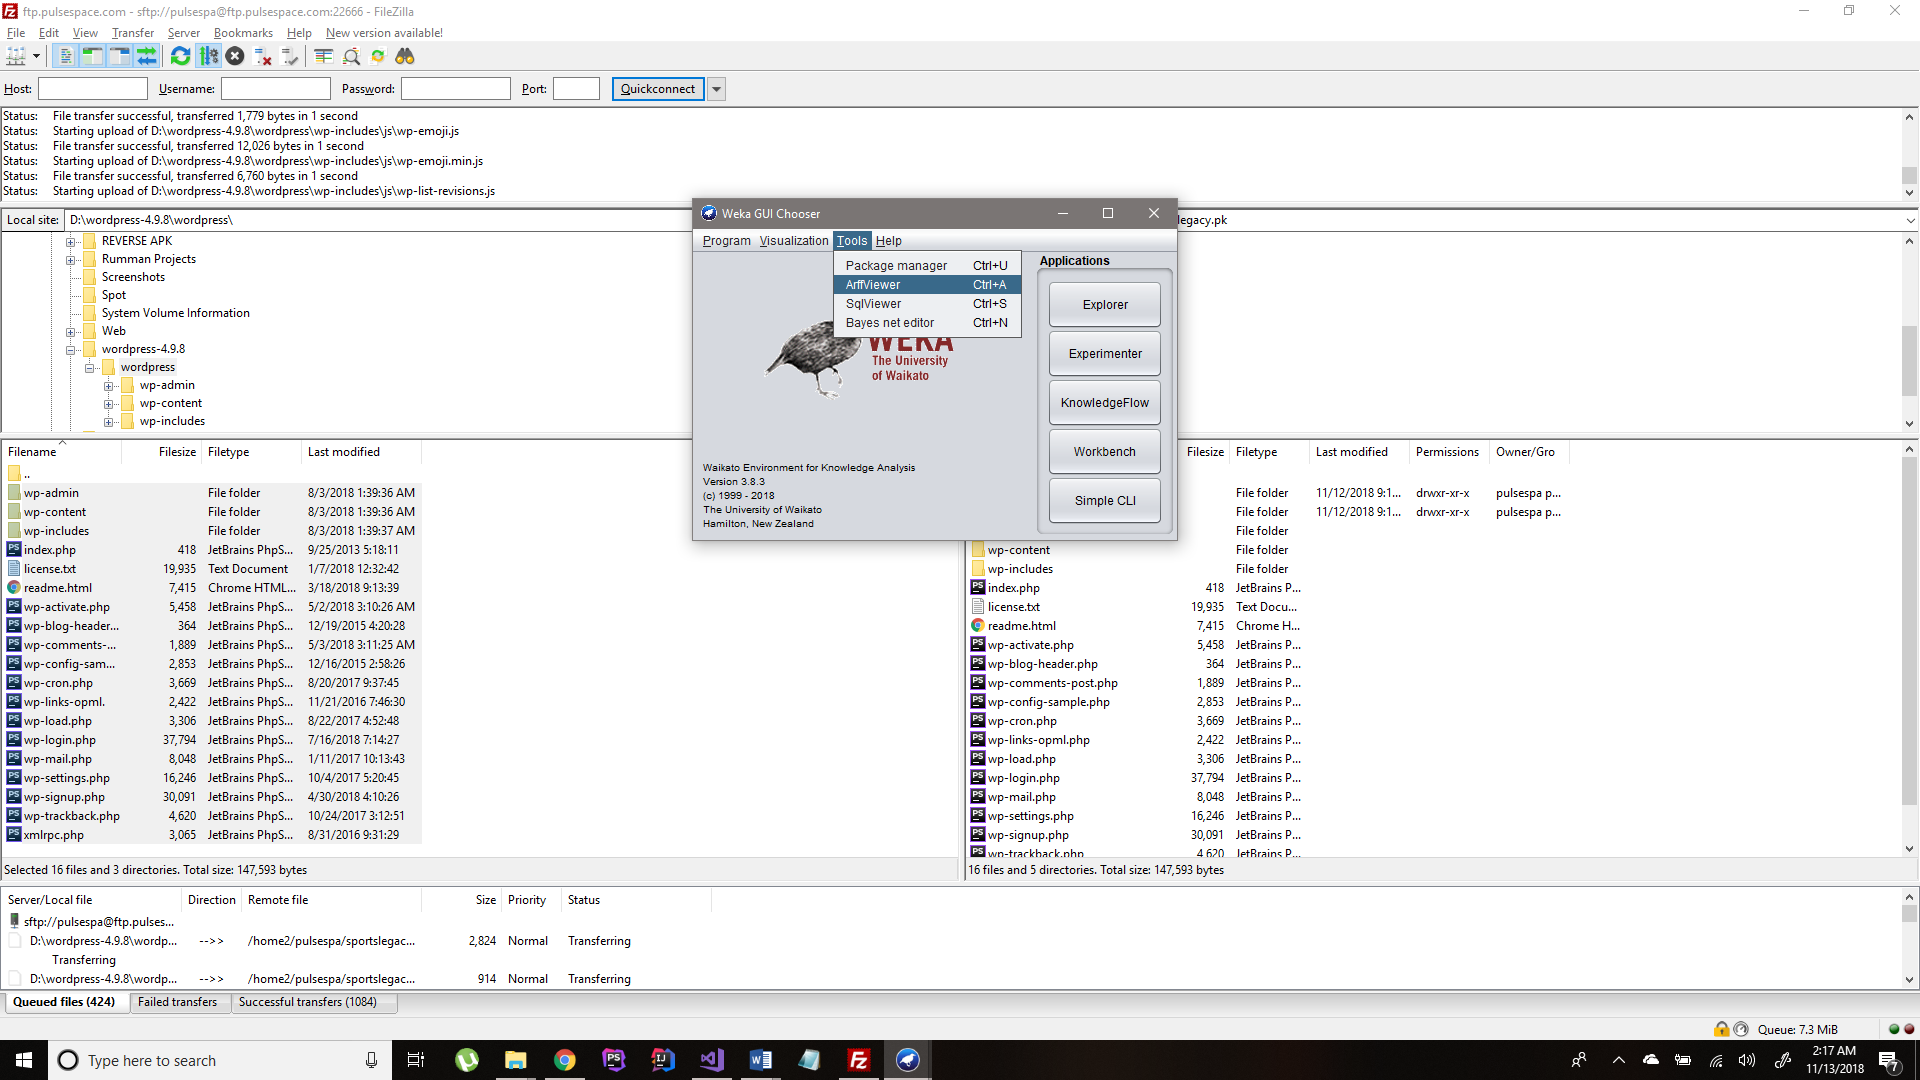 ftp.pulsespace.com - sftp://pulsespa@ftp.pulsespace.com:22666 - FileZilla
File Edit View Transfer Server Bookmarks Help New version available!
Host: Username: Password: Port: Quickconnect
Status: File transfer successful, transferred 1,779 bytes in 1 second
Status: Starting upload of D:\wordpress-4.9.8\wordpress\wp-includes\js\wp-emoji.js
Status: File transfer successful, transferred 12,026 bytes in 1 second
Status: Starting upload of D:\wordpress-4.9.8\wordpress\wp-includes\js\wp-emoji.min.js
Status: File transfer successful, transferred 6,760 bytes in 1 second
Status: Starting upload of D:\wordpress-4.9.8\wordpress\wp-includes\js\wp-list-revisions.js
Local site: D:\wordpress-4.9.8\wordpress\
legacy.pk
REVERSE APK
Rumman Projects
Screenshots
Spot
System Volume Information
Web
wordpress-4.9.8
wordpress
wp-admin
wp-content
wp-includes
Weka GUI Chooser
Program Visualization Tools Help
Package manager Ctrl+U
ArffViewer Ctrl+A
SqlViewer Ctrl+S
Bayes net editor Ctrl+N
WEKA
The University
of Waikato
Waikato Environment for Knowledge Analysis
Version 3.8.3
(c) 1999 - 2018
The University of Waikato
Hamilton, New Zealand
Applications
Explorer
Experimenter
KnowledgeFlow
Workbench
Simple CLI
Filename Filesize Filetype Last modified
..
wp-admin File folder 8/3/2018 1:39:36 AM
wp-content File folder 8/3/2018 1:39:36 AM
wp-includes File folder 8/3/2018 1:39:37 AM
index.php 418 JetBrains PhpS... 9/25/2013 5:18:11
license.txt 19,935 Text Document 1/7/2018 12:32:42
readme.html 7,415 Chrome HTML... 3/18/2018 9:13:39
wp-activate.php 5,458 JetBrains PhpS... 5/2/2018 3:10:26 AM
wp-blog-header... 364 JetBrains PhpS... 12/19/2015 4:20:28
wp-comments-... 1,889 JetBrains PhpS... 5/3/2018 3:11:25 AM
wp-config-sam... 2,853 JetBrains PhpS... 12/16/2015 2:58:26
wp-cron.php 3,669 JetBrains PhpS... 8/20/2017 9:37:45
wp-links-opml. 2,422 JetBrains PhpS... 11/21/2016 7:46:30
wp-load.php 3,306 JetBrains PhpS... 8/22/2017 4:52:48
wp-login.php 37,794 JetBrains PhpS... 7/16/2018 7:14:27
wp-mail.php 8,048 JetBrains PhpS... 1/11/2017 10:13:43
wp-settings.php 16,246 JetBrains PhpS... 10/4/2017 5:20:45
wp-signup.php 30,091 JetBrains PhpS... 4/30/2018 4:10:26
wp-trackback.php 4,620 JetBrains PhpS... 10/24/2017 3:12:51
xmlrpc.php 3,065 JetBrains PhpS... 8/31/2016 9:31:29
Selected 16 files and 3 directories. Total size: 147,593 bytes
Filesize Filetype Last modified Permissions Owner/Gro
File folder 11/12/2018 9:1... drwxr-xr-x pulsespa p...
File folder 11/12/2018 9:1... drwxr-xr-x pulsespa p...
File folder
wp-content File folder
wp-includes File folder
index.php 418 JetBrains P...
license.txt 19,935 Text Docu...
readme.html 7,415 Chrome H...
wp-activate.php 5,458 JetBrains P...
wp-blog-header.php 364 JetBrains P...
wp-comments-post.php 1,889 JetBrains P...
wp-config-sample.php 2,853 JetBrains P...
wp-cron.php 3,669 JetBrains P...
wp-links-opml.php 2,422 JetBrains P...
wp-load.php 3,306 JetBrains P...
wp-login.php 37,794 JetBrains P...
wp-mail.php 8,048 JetBrains P...
wp-settings.php 16,246 JetBrains P...
wp-signup.php 30,091 JetBrains P...
wp-trackback.php 4,620 JetBrains P...
16 files and 5 directories. Total size: 147,593 bytes
Server/Local file Direction Remote file Size Priority Status
sftp://pulsespa@ftp.pulses...
D:\wordpress-4.9.8\wordp... -->> /home2/pulsespa/sportslegac... 2,824 Normal Transferring
Transferring
D:\wordpress-4.9.8\wordp... -->> /home2/pulsespa/sportslegac... 914 Normal Transferring
Queued files (424) Failed transfers Successful transfers (1084)
Queue: 7.3 MiB
Type here to search
2:17 AM
11/13/2018
7